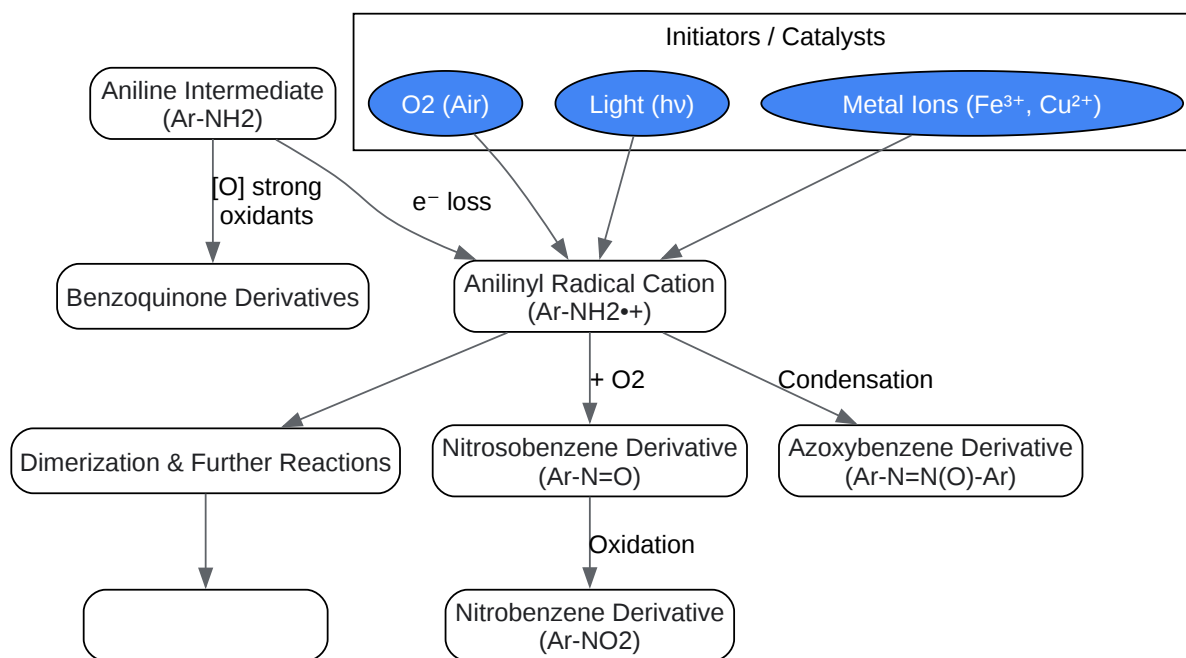 Initiators / Catalysts
Aniline Intermediate
(Ar-NH2)
O2 (Air)
Light (hν)
Metal Ions (Fe³⁺, Cu²⁺)
[O] strong
oxidants
e⁻ loss
Benzoquinone Derivatives
Anilinyl Radical Cation
(Ar-NH2•+)
+ O2
Condensation
Dimerization & Further Reactions
Nitrosobenzene Derivative
(Ar-N=O)
Azoxybenzene Derivative
(Ar-N=N(O)-Ar)
Oxidation
Nitrobenzene Derivative
(Ar-NO2)